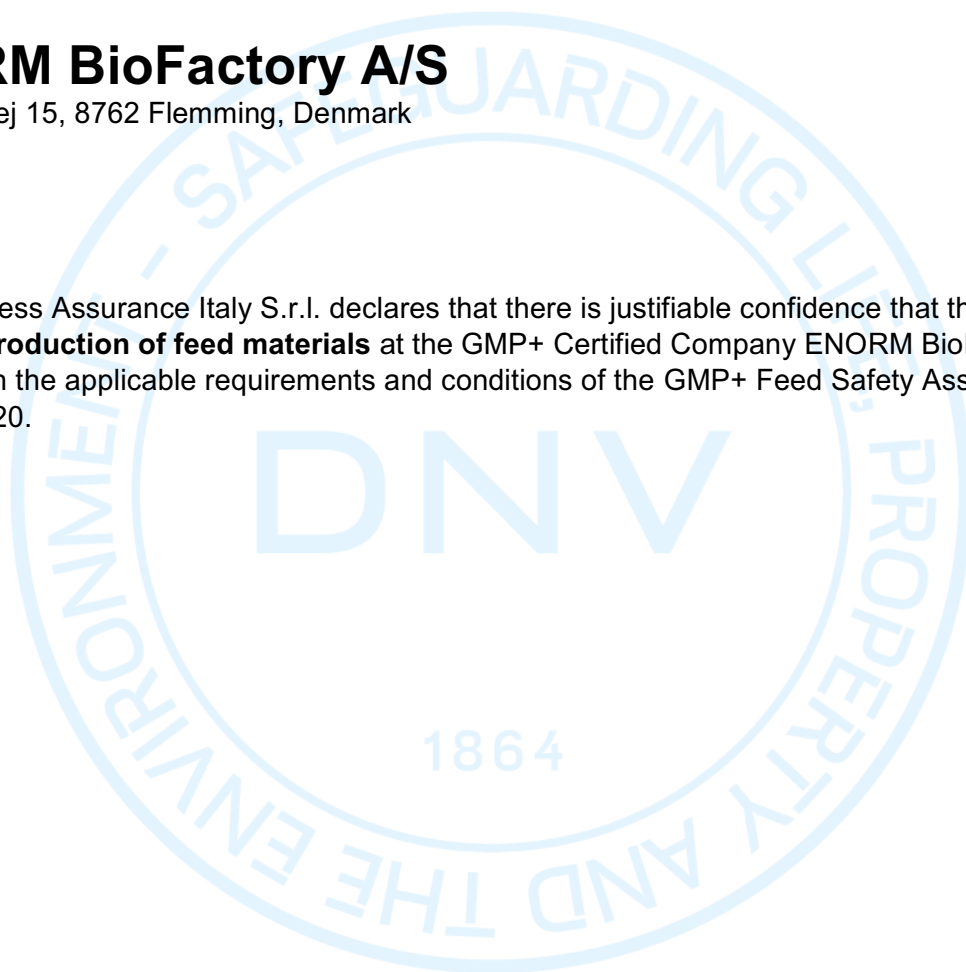 RM BioFactory A/S
ej 15, 8762 Flemming, Denmark
ess Assurance Italy S.r.l. declares that there is justifiable confidence that th
roduction of feed materials at the GMP+ Certified Company ENORM Biol
n the applicable requirements and conditions of the GMP+ Feed Safety Ass
20.
SAFEGUARDING LIFE, PROPERTY AND THE ENVIRONMENT -
DNV
1864